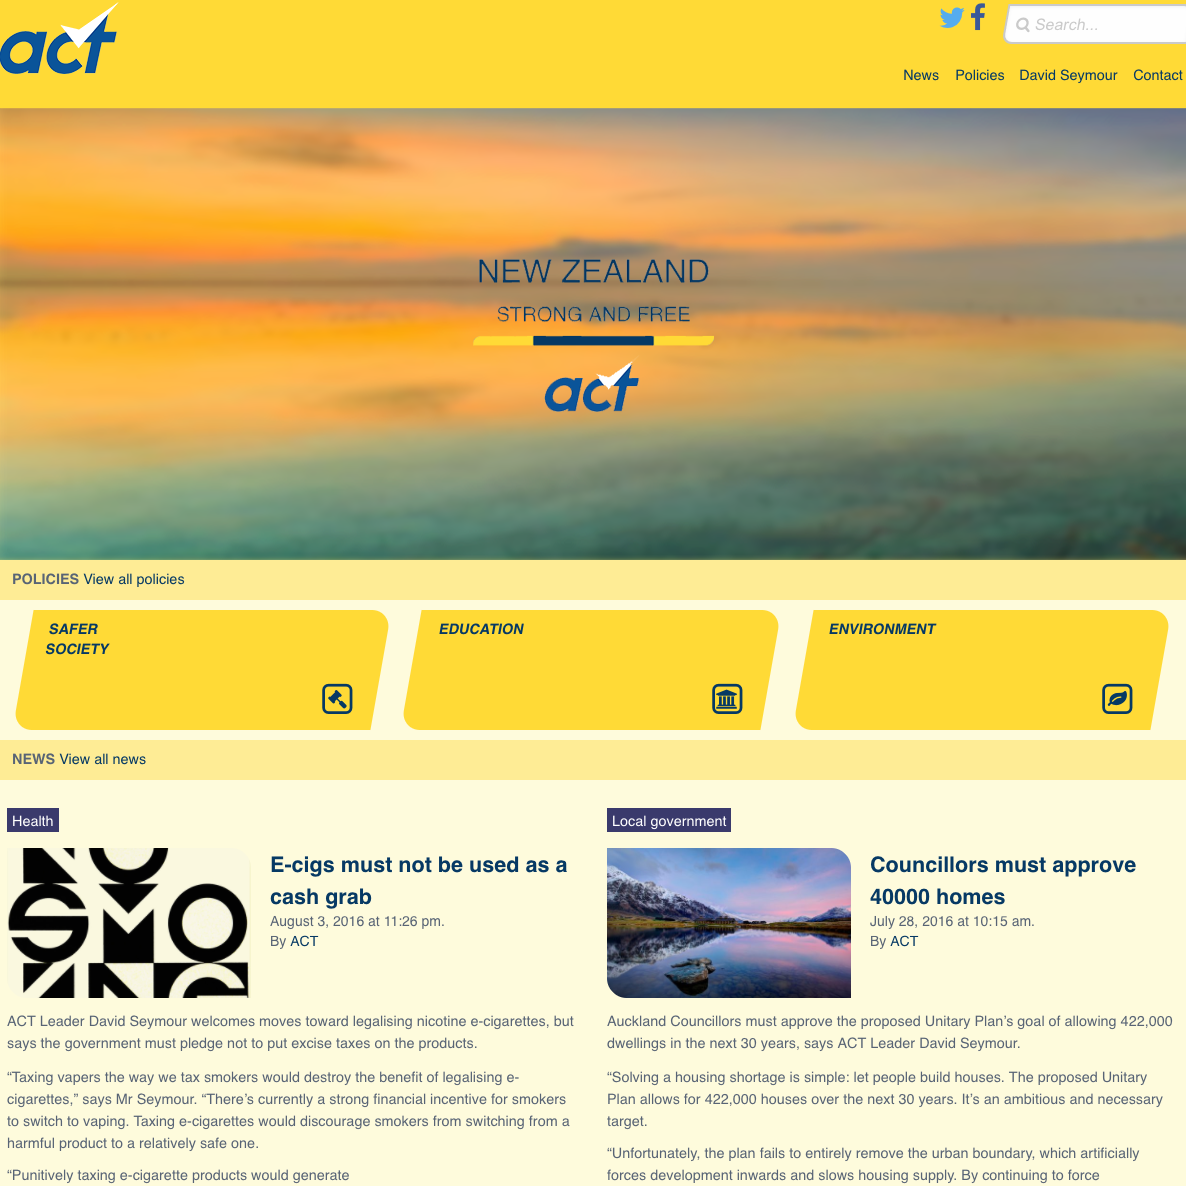 act
Search...
News Policies David Seymour Contact
NEW ZEALAND
STRONG AND FREE
act
POLICIES View all policies
SAFER
SOCIETY
EDUCATION
ENVIRONMENT
NEWS View all news
Health
NO
SMO
KING
E-cigs must not be used as a
cash grab
August 3, 2016 at 11:26 pm.
By ACT
ACT Leader David Seymour welcomes moves toward legalising nicotine e-cigarettes, but
says the government must pledge not to put excise taxes on the products.
“Taxing vapers the way we tax smokers would destroy the benefit of legalising e-
cigarettes,” says Mr Seymour. “There’s currently a strong financial incentive for smokers
to switch to vaping. Taxing e-cigarettes would discourage smokers from switching from a
harmful product to a relatively safe one.
“Punitively taxing e-cigarette products would generate
Local government
Councillors must approve
40000 homes
July 28, 2016 at 10:15 am.
By ACT
Auckland Councillors must approve the proposed Unitary Plan’s goal of allowing 422,000
dwellings in the next 30 years, says ACT Leader David Seymour.
“Solving a housing shortage is simple: let people build houses. The proposed Unitary
Plan allows for 422,000 houses over the next 30 years. It’s an ambitious and necessary
target.
“Unfortunately, the plan fails to entirely remove the urban boundary, which artificially
forces development inwards and slows housing supply. By continuing to force